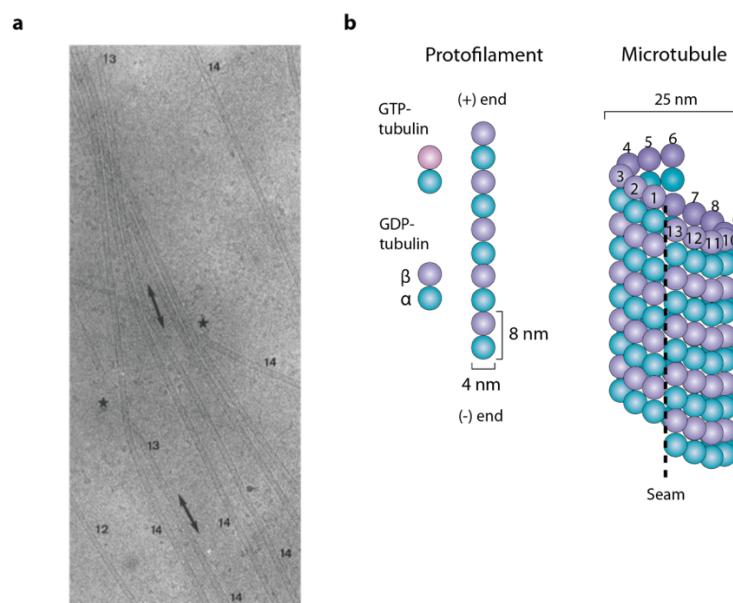 a
13
14
14
13
12
14
14
14
14
b
Protofilament
Microtubule
GTP-
tubulin
GDP-
tubulin
β
α
(+) end
8 nm
4 nm
(-) end
25 nm
4
5
6
3
2
1
7
8
13
12
11
10
Seam